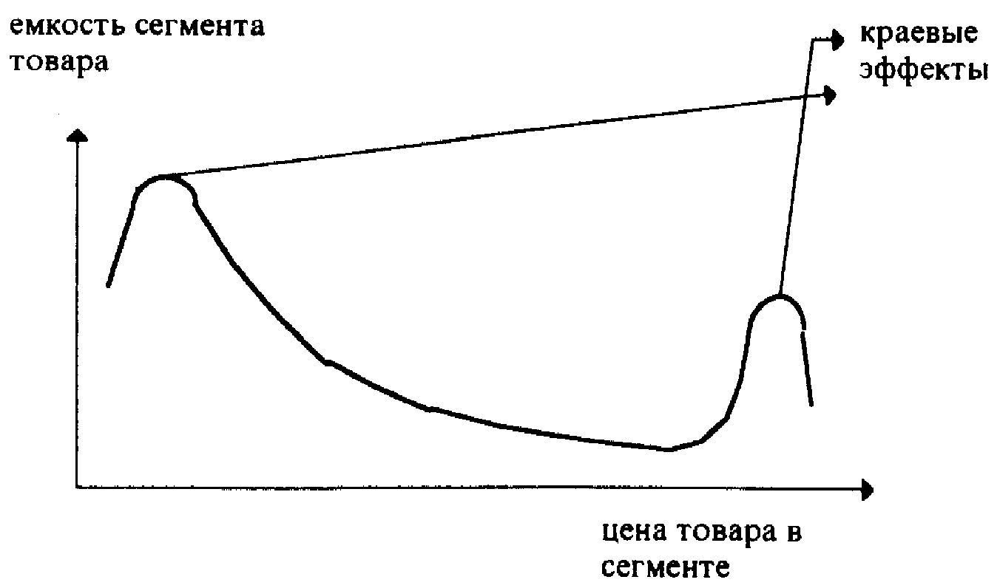 емкость сегмента
товара
краевые
эффекты
цена товара в
сегменте